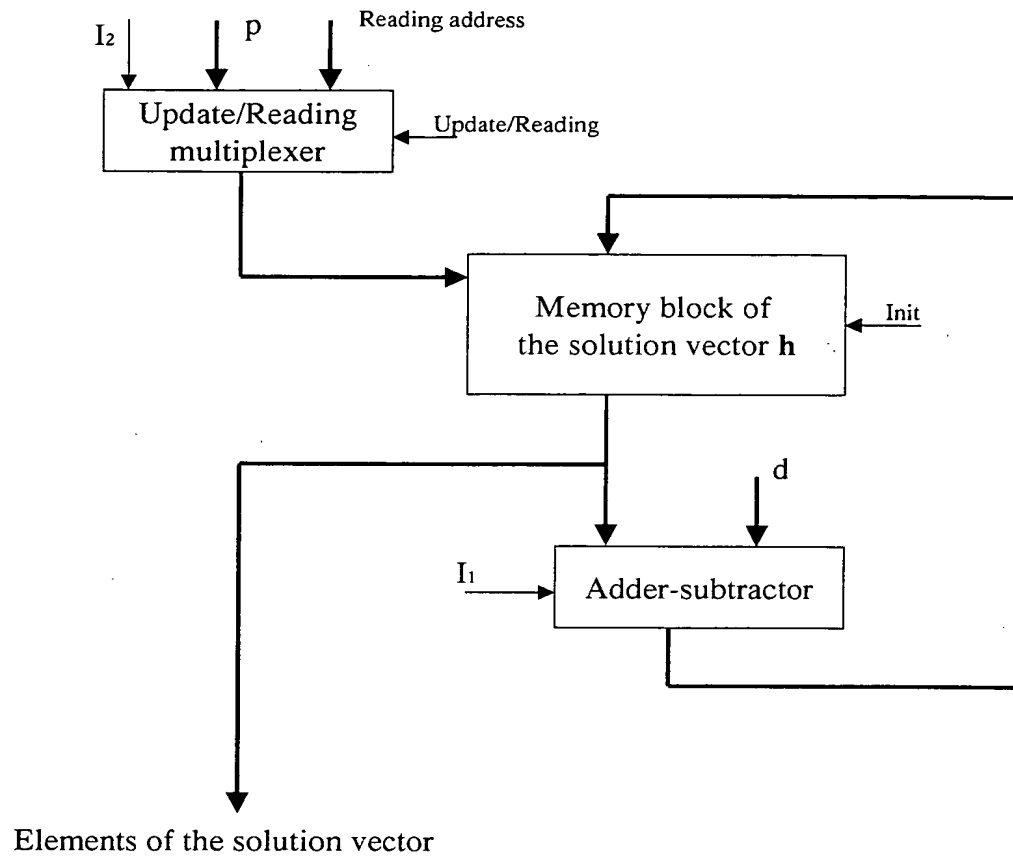 I2
p
Reading address
Update/Reading
multiplexer
Update/Reading
Memory block of
the solution vector h
Init
d
I1
Adder-subtractor
Elements of the solution vector